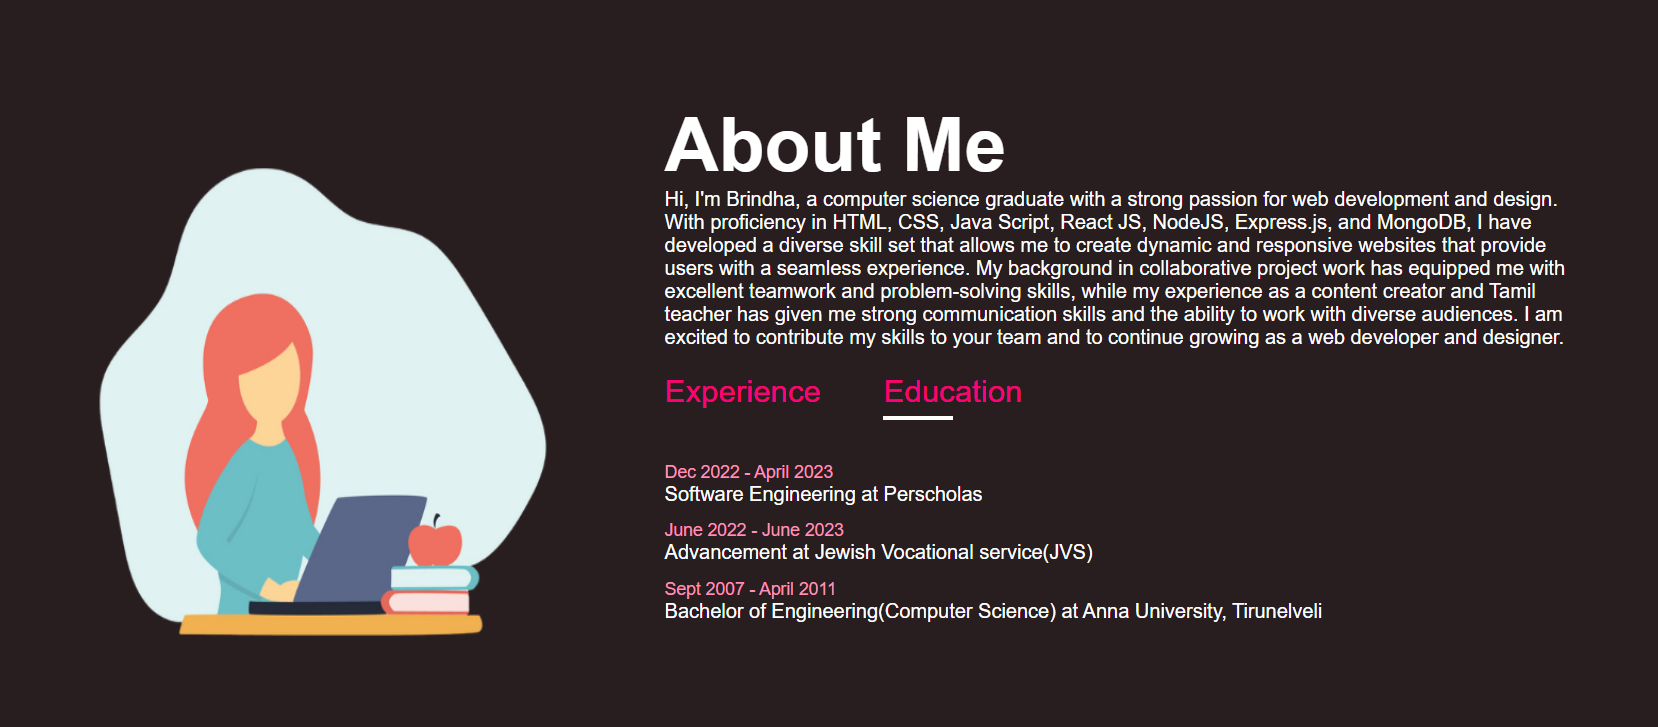 About Me
Hi, I'm Brindha, a computer science graduate with a strong passion for web development and design.
With proficiency in HTML, CSS, Java Script, React JS, NodeJS, Express.js, and MongoDB, I have
developed a diverse skill set that allows me to create dynamic and responsive websites that provide
users with a seamless experience. My background in collaborative project work has equipped me with
excellent teamwork and problem-solving skills, while my experience as a content creator and Tamil
teacher has given me strong communication skills and the ability to work with diverse audiences. I am
excited to contribute my skills to your team and to continue growing as a web developer and designer.
Experience Education
Dec 2022 - April 2023
Software Engineering at Perscholas
June 2022 - June 2023
Advancement at Jewish Vocational service(JVS)
Sept 2007 - April 2011
Bachelor of Engineering(Computer Science) at Anna University, Tirunelveli